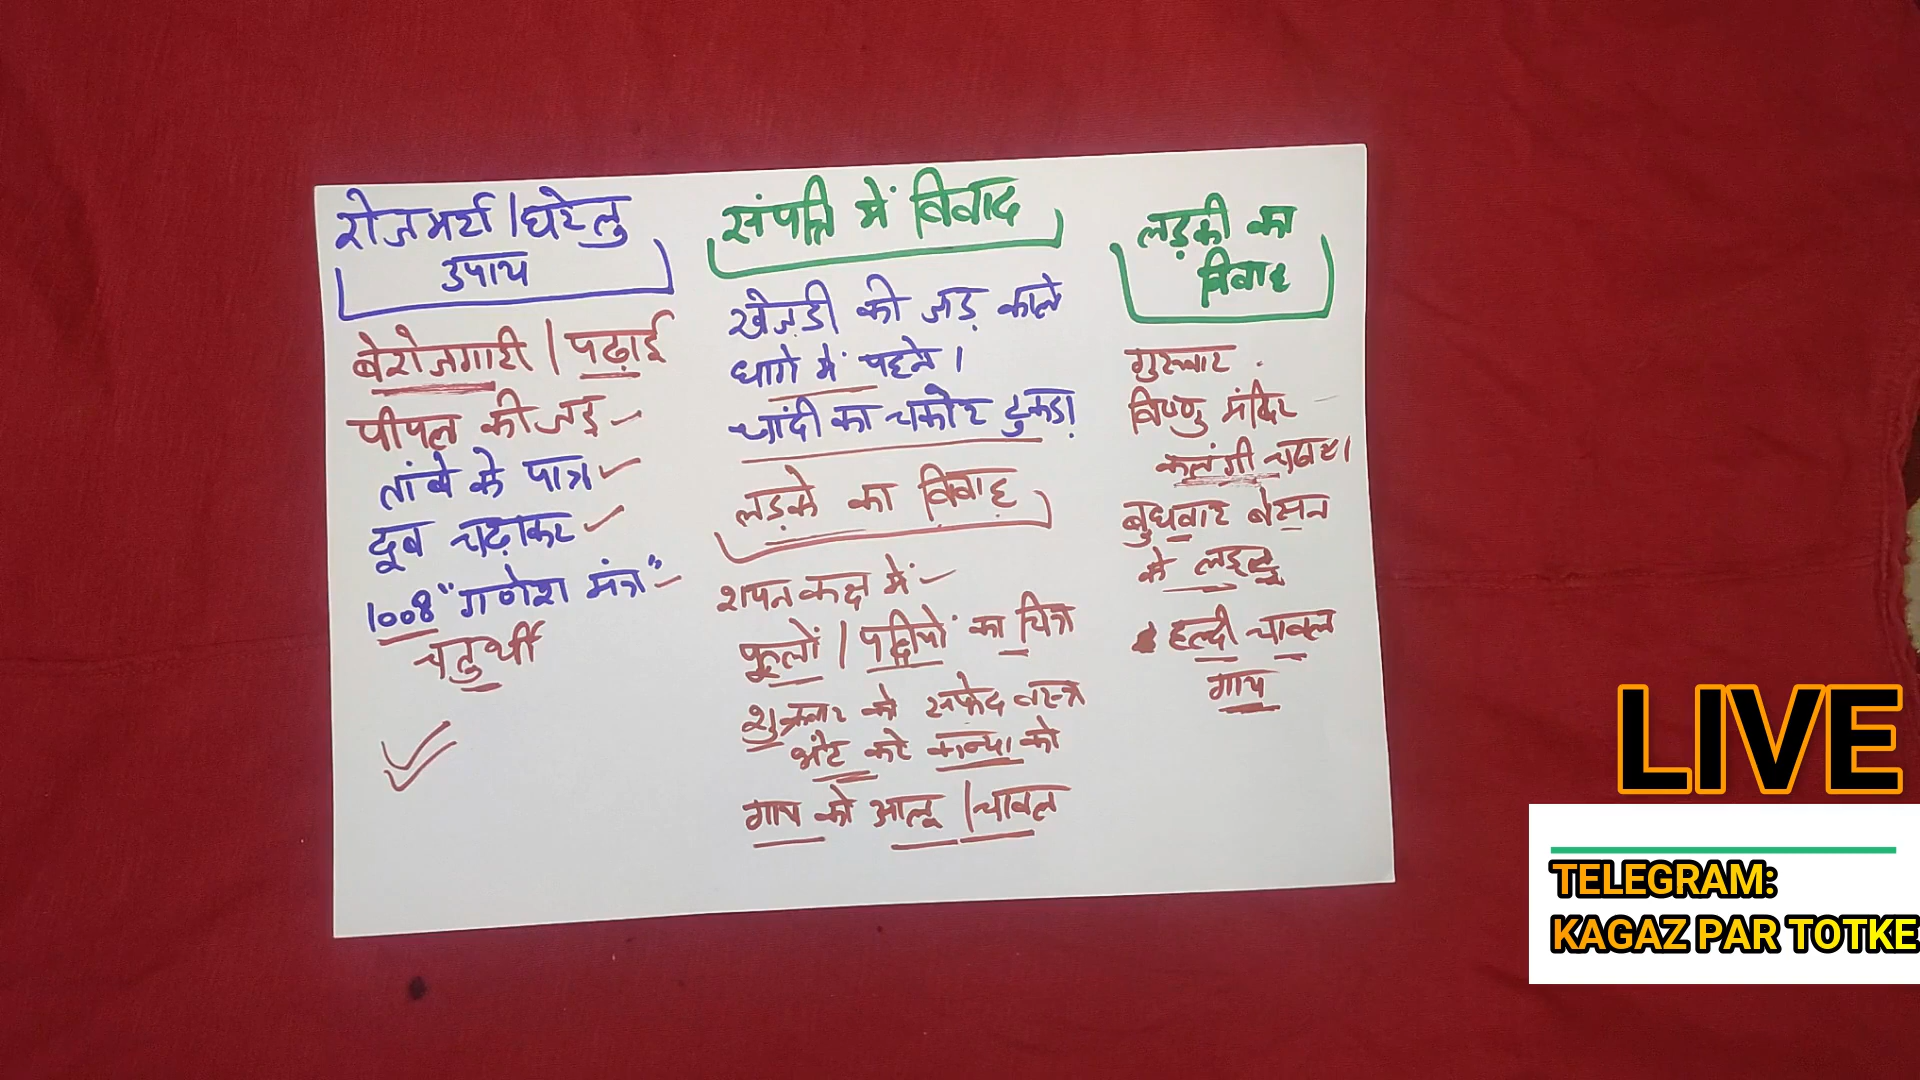 रोजमर्रा | घरेलु
उपाय
बेरोजगारी | पढ़ाई
पीपल की जड़
तांबे के पात्र
दूब चढ़ाकर
1008 "गणेश मंत्र"
चतुर्थी
संपत्ति में विवाद
खेजडी की जड़ काले
धागे में पहने।
चांदी का चकोर टुकडा
लड़के का विवाह
शयन कक्ष में
फूलों | पक्षियों का चित्र
शुक्रवार को सफेद वस्त्र
भेंट करे कन्या को
गाय को आलू | चावल
लड़की का
विवाह
गुरुवार
विष्णु मंदिर
कलंगी चढाए।
बुधवार बेसन
के लड्डू
हल्दी चावल
गाय
LIVE
TELEGRAM:
KAGAZ PAR TOTKE